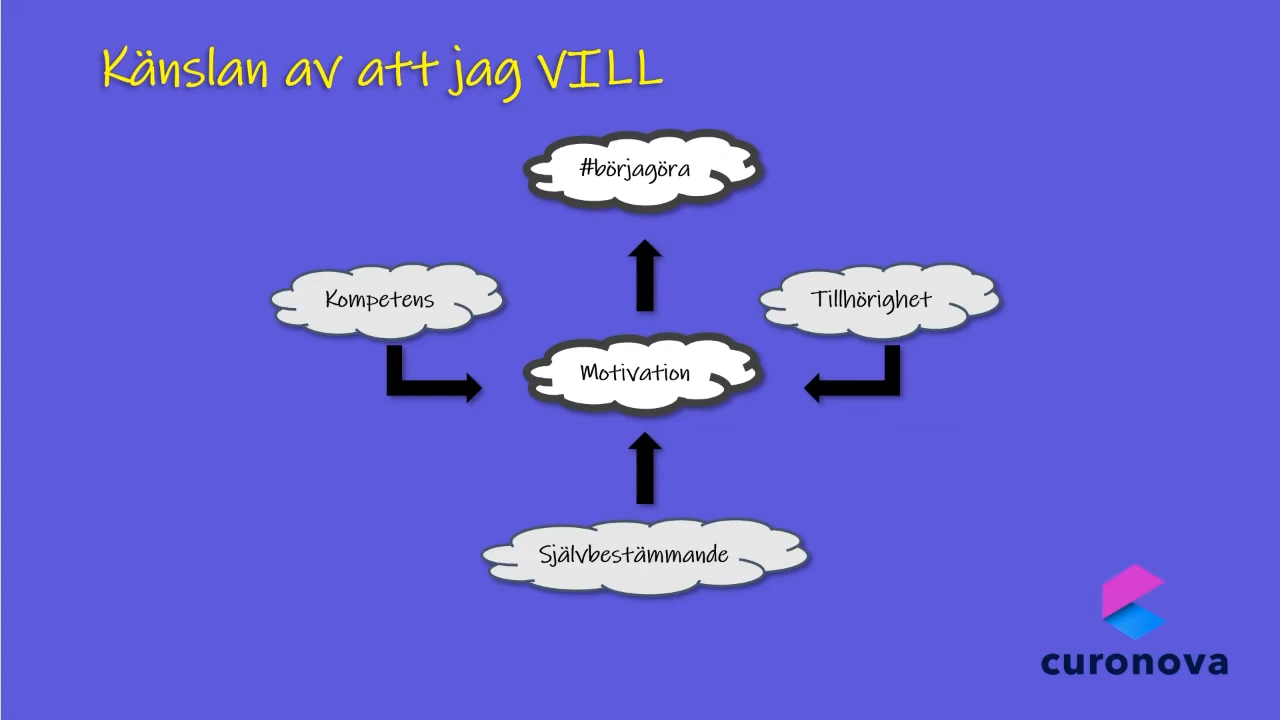 Känslan av att jag VILL
#börjagöra
Kompetens
Tillhörighet
Motivation
Självbestämmande
curonova